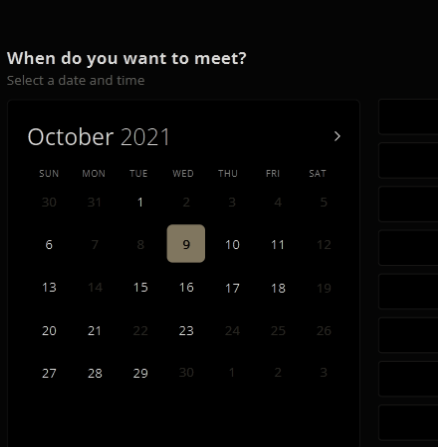 When do you want to meet?
Select a date and time
October 2021
SUN MON TUE WED THU FRI SAT
30 31 1 2 3 4 5
6 7 8 9 10 11 12
13 14 15 16 17 18 19
20 21 22 23 24 25 26
27 28 29 30 1 2 3